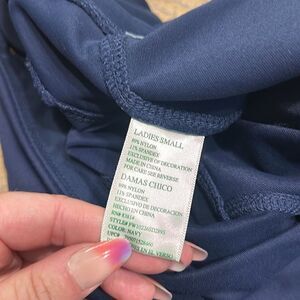 LADIES SMALL
89% NYLON
11% SPANDEX
EXCLUSIVE OF DECORATION
MADE IN CHINA
FOR CARE SEE REVERSE
DAMAS CHICO
89% NYLON
11% SPANDEX
EXCLUSIVO DE DECORACION
HECHO EN CHINA
COLOR: NAVY